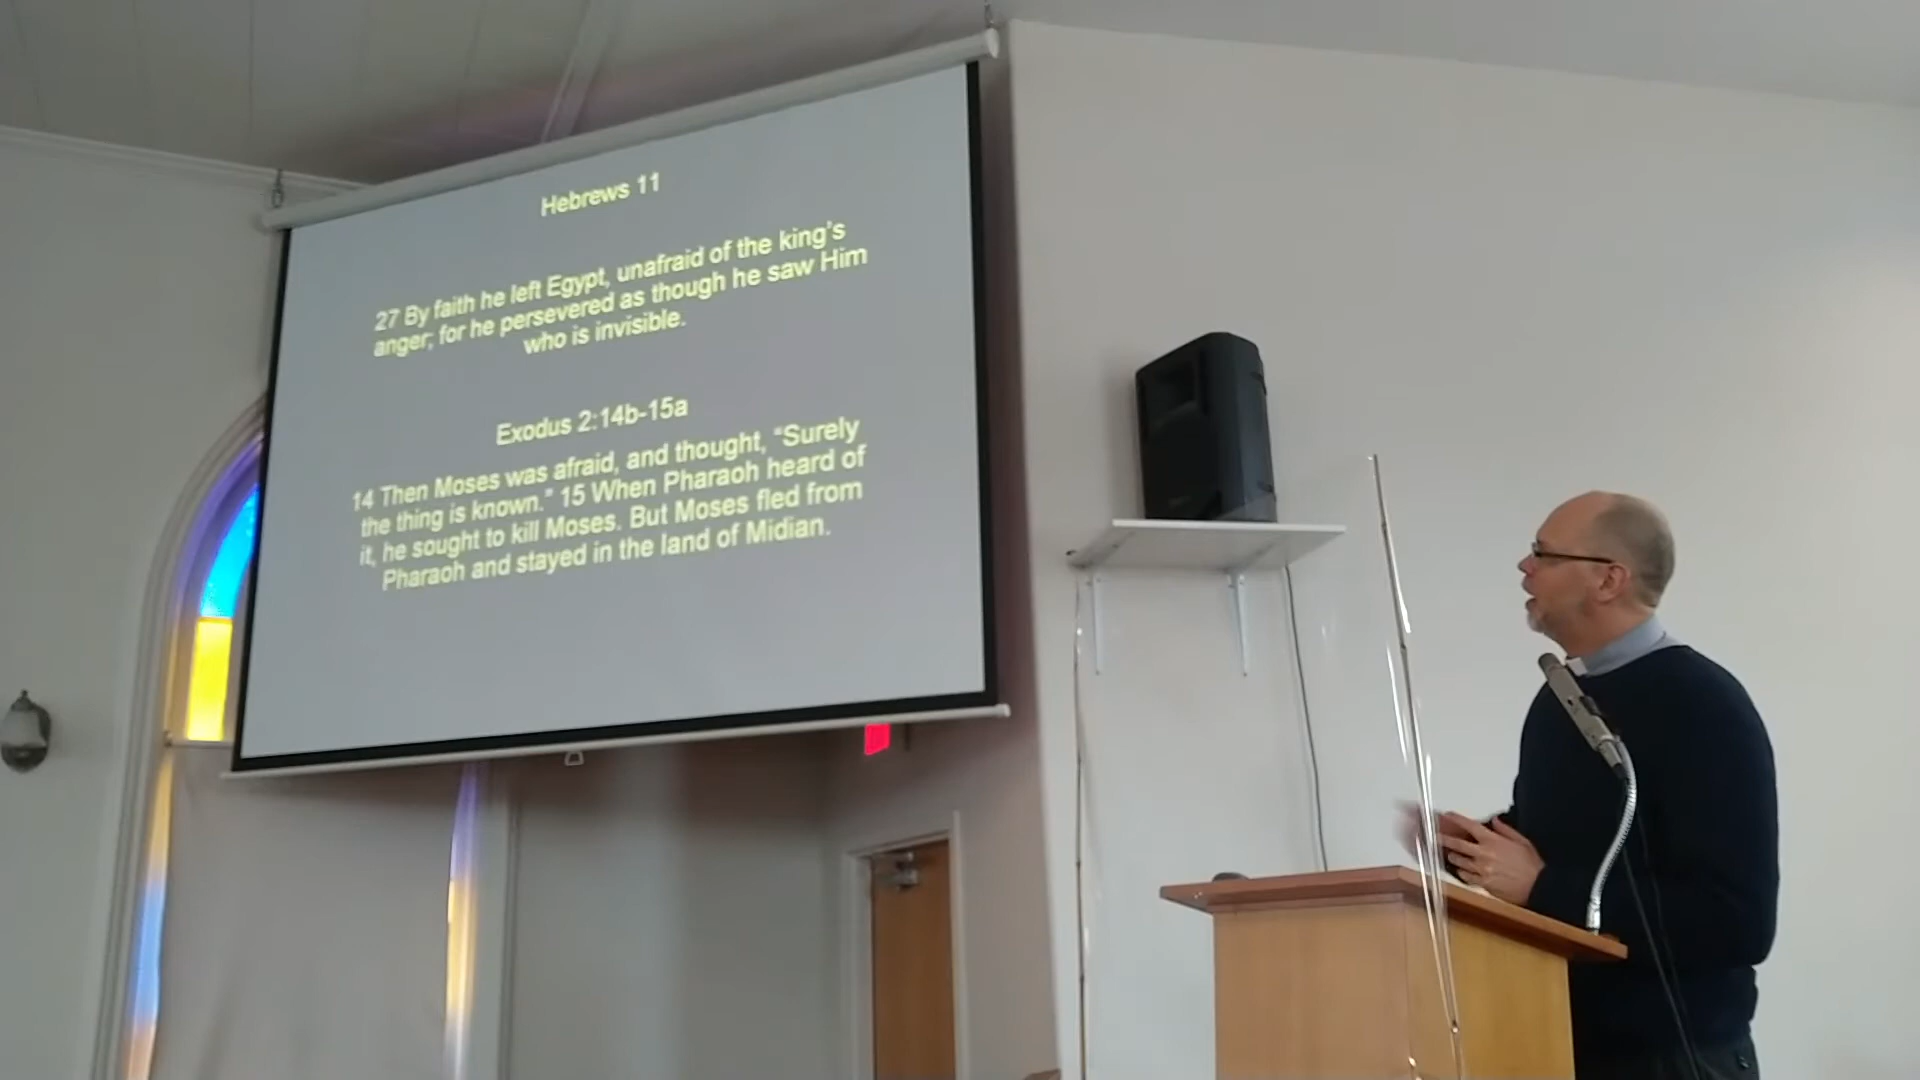 Hebrews 11
27 By faith he left Egypt, unafraid of the king's
anger; for he persevered as though he saw Him
who is invisible.
Exodus 2:14b-15a
14 Then Moses was afraid, and thought, “Surely
the thing is known.” 15 When Pharaoh heard of
it, he sought to kill Moses. But Moses fled from
Pharaoh and stayed in the land of Midian.